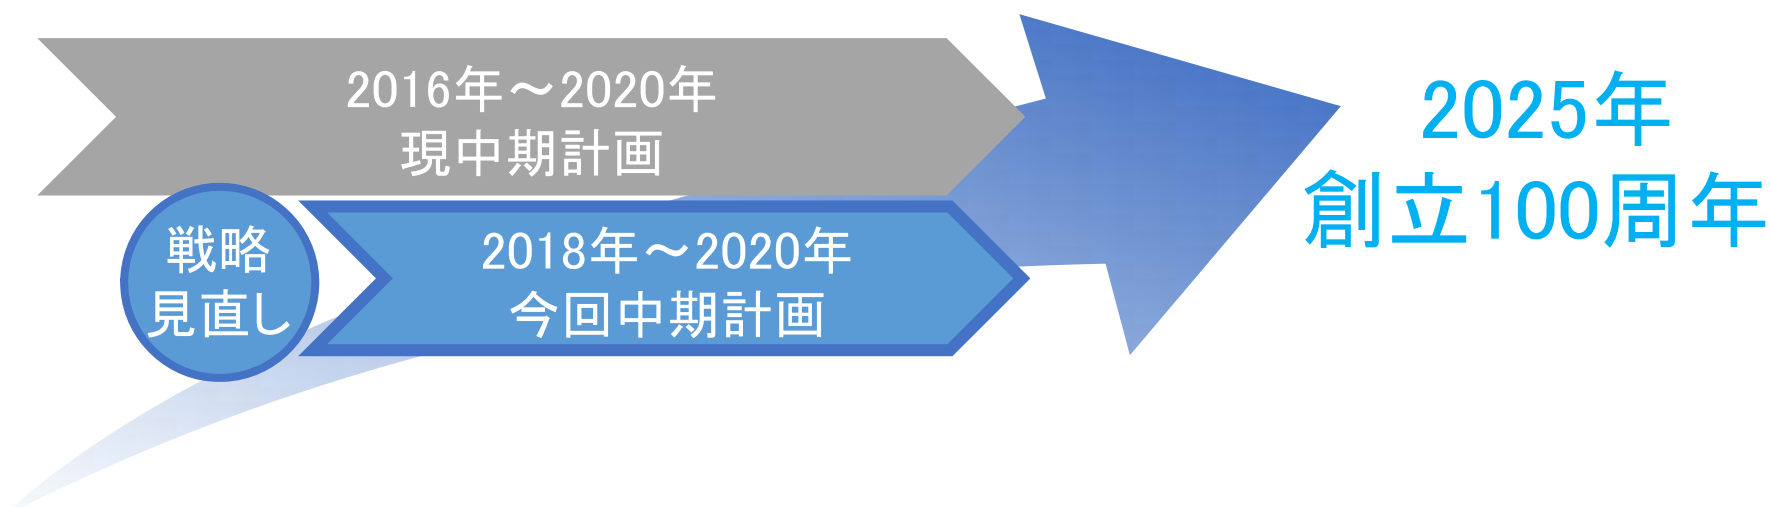 2016年～2020年
現中期計画
戦略
見直し
2018年～2020年
今回中期計画
2025年
創立100周年